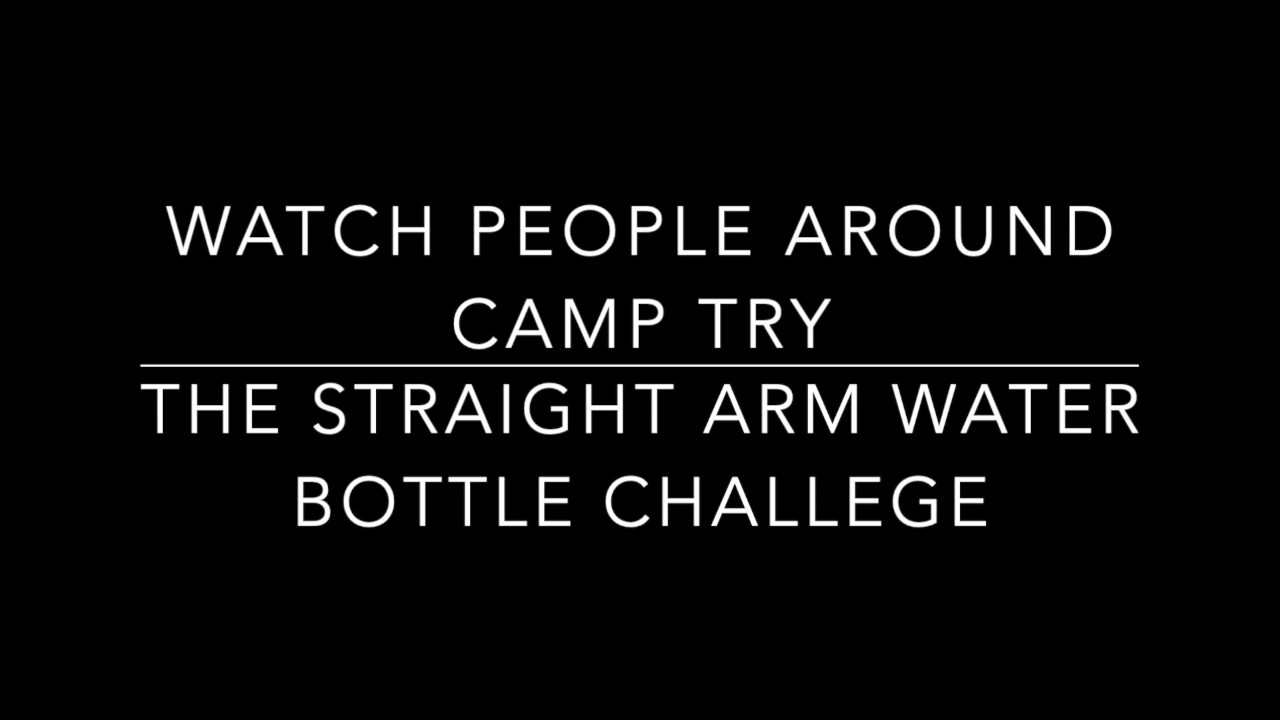 WATCH PEOPLE AROUND
CAMP TRY
THE STRAIGHT ARM WATER
BOTTLE CHALLEGE